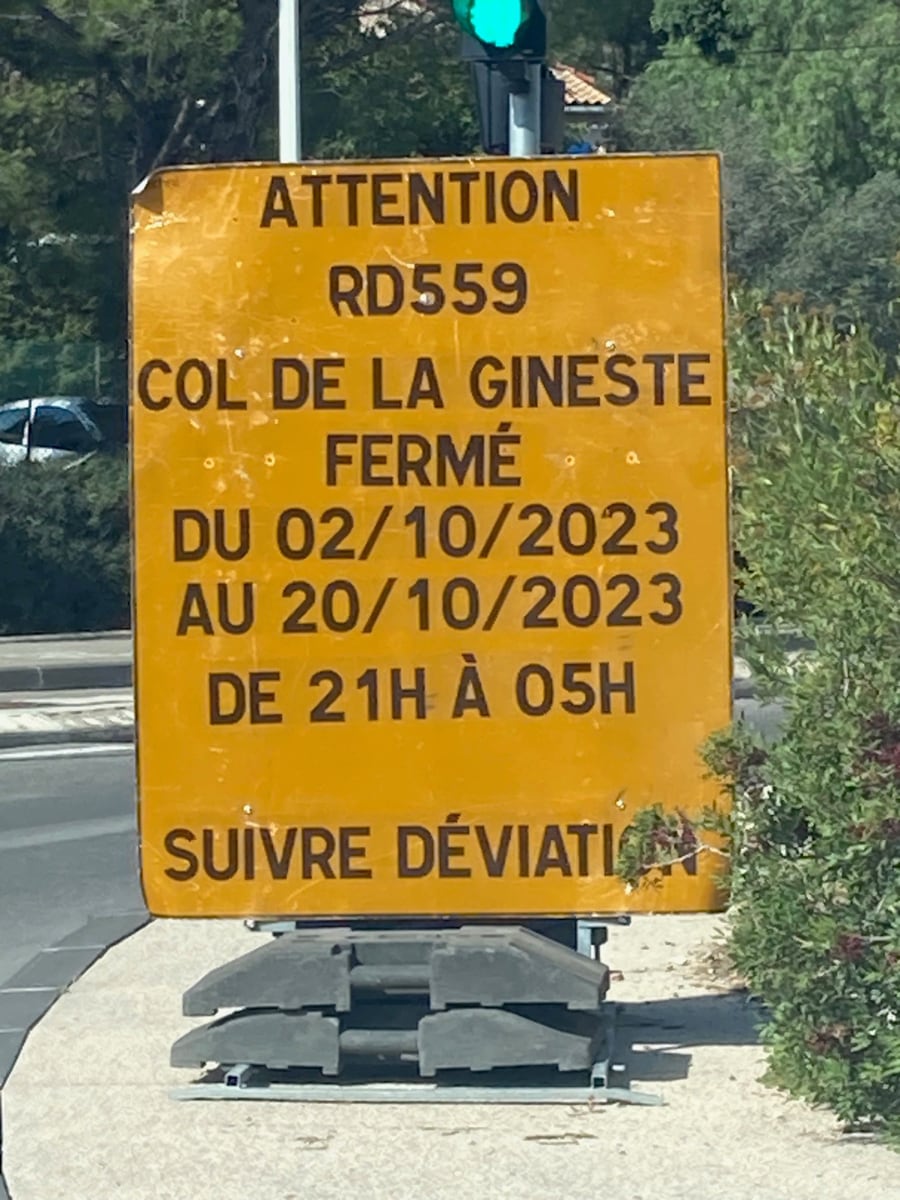 ATTENTION
RD559
COL DE LA GINESTE
FERMÉ
DU 02/10/2023
AU 20/10/2023
DE 21H À 05H
SUIVRE DÉVIATION